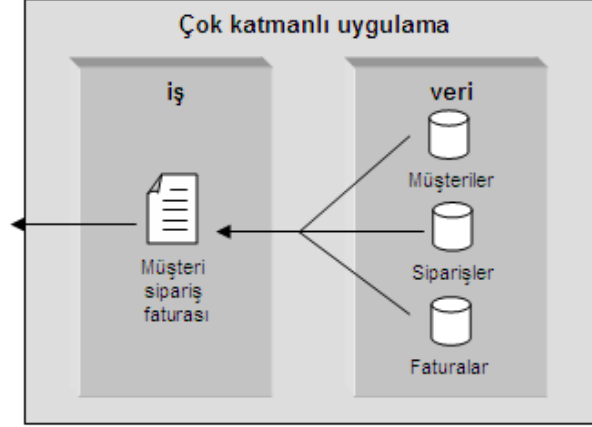 Çok katmanlı uygulama
iş
veri
Müşteriler
Siparişler
Faturalar
Müşteri
sipariş
faturası